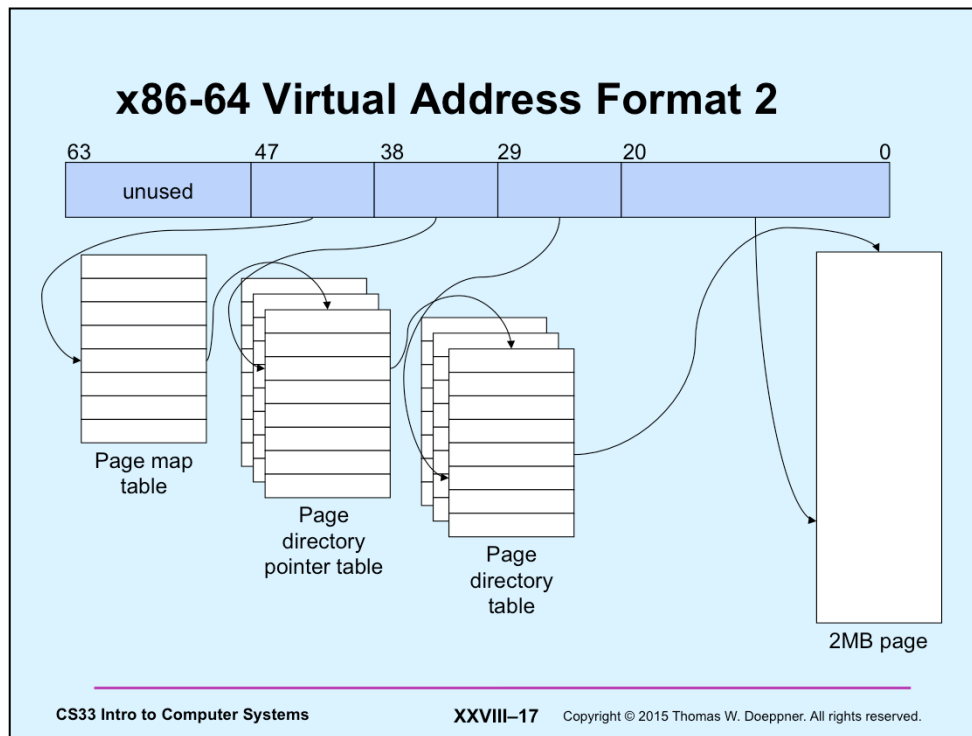 x86-64 Virtual Address Format 2
63 47 38 29 20 0
unused
Page map
table
Page
directory
pointer table
Page
directory
table
2MB page
CS33 Intro to Computer Systems XXVIII–17 Copyright © 2015 Thomas W. Doeppner. All rights reserved.